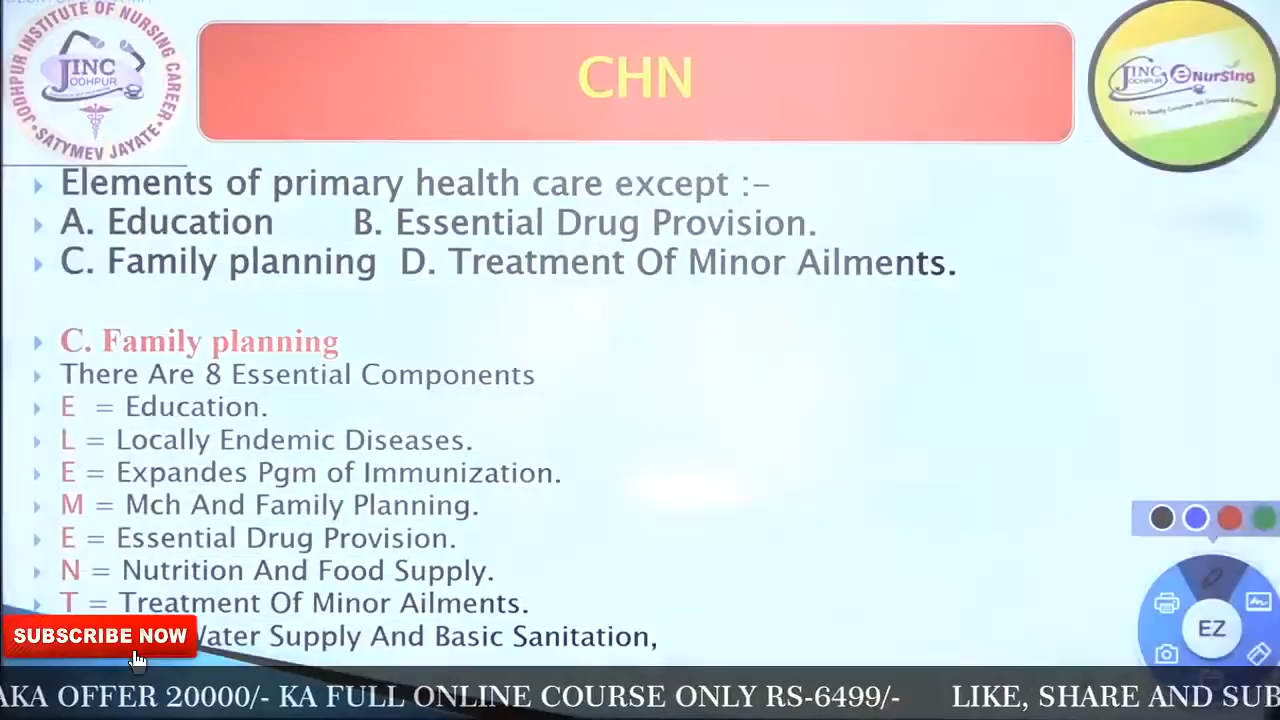 JODHPUR INSTITUTE OF NURSING CAREER
JINC
JODHPUR
SATYMEV JAYATE
CHN
JINC
JODHPUR
eNursing
Elements of primary health care except :-
A. Education B. Essential Drug Provision.
C. Family planning D. Treatment Of Minor Ailments.
C. Family planning
There Are 8 Essential Components
E = Education.
L = Locally Endemic Diseases.
E = Expandes Pgm of Immunization.
M = Mch And Family Planning.
E = Essential Drug Provision.
N = Nutrition And Food Supply.
T = Treatment Of Minor Ailments.
Water Supply And Basic Sanitation,
SUBSCRIBE NOW
EZ
AKA OFFER 20000/- KA FULL ONLINE COURSE ONLY RS-6499/- LIKE, SHARE AND SUB